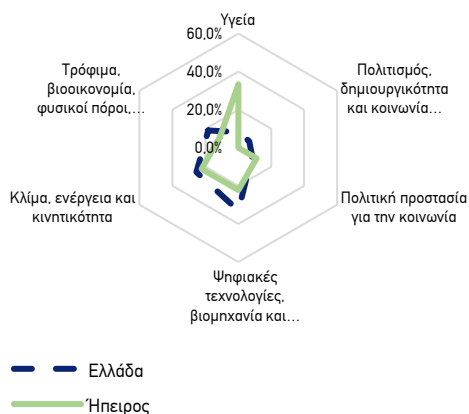 Υγεία
60,0%
40,0%
20,0%
0,0%
Πολιτισμός,
δημιουργικότητα
και κοινωνία...
Πολιτική προστασία
για την κοινωνία
Ψηφιακές
τεχνολογίες,
βιομηχανία και...
Κλίμα, ενέργεια και
κινητικότητα
Τρόφιμα,
βιοοικονομία,
φυσικοί πόροι,...
Ελλάδα
Ήπειρος